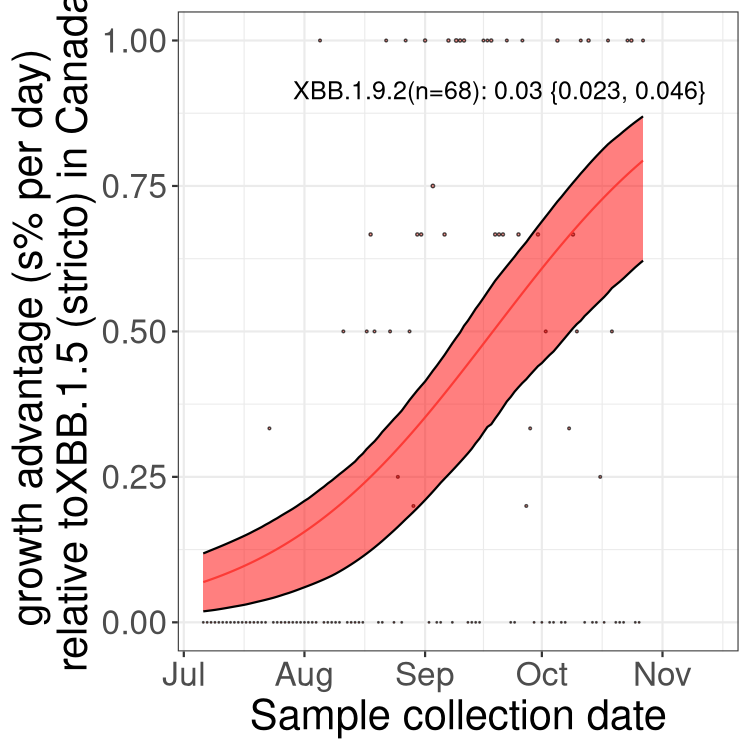 growth advantage (s% per day)
relative toXBB.1.5 (stricto) in Canada
1.00
0.75
0.50
0.25
0.00
XBB.1.9.2(n=68): 0.03 {0.023, 0.046}
Jul Aug Sep Oct Nov
Sample collection date